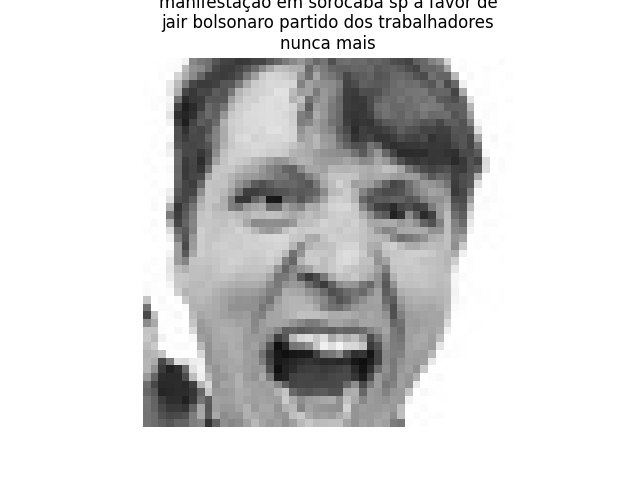 manifestação em sorocaba sp a favor de
jair bolsonaro partido dos trabalhadores
nunca mais